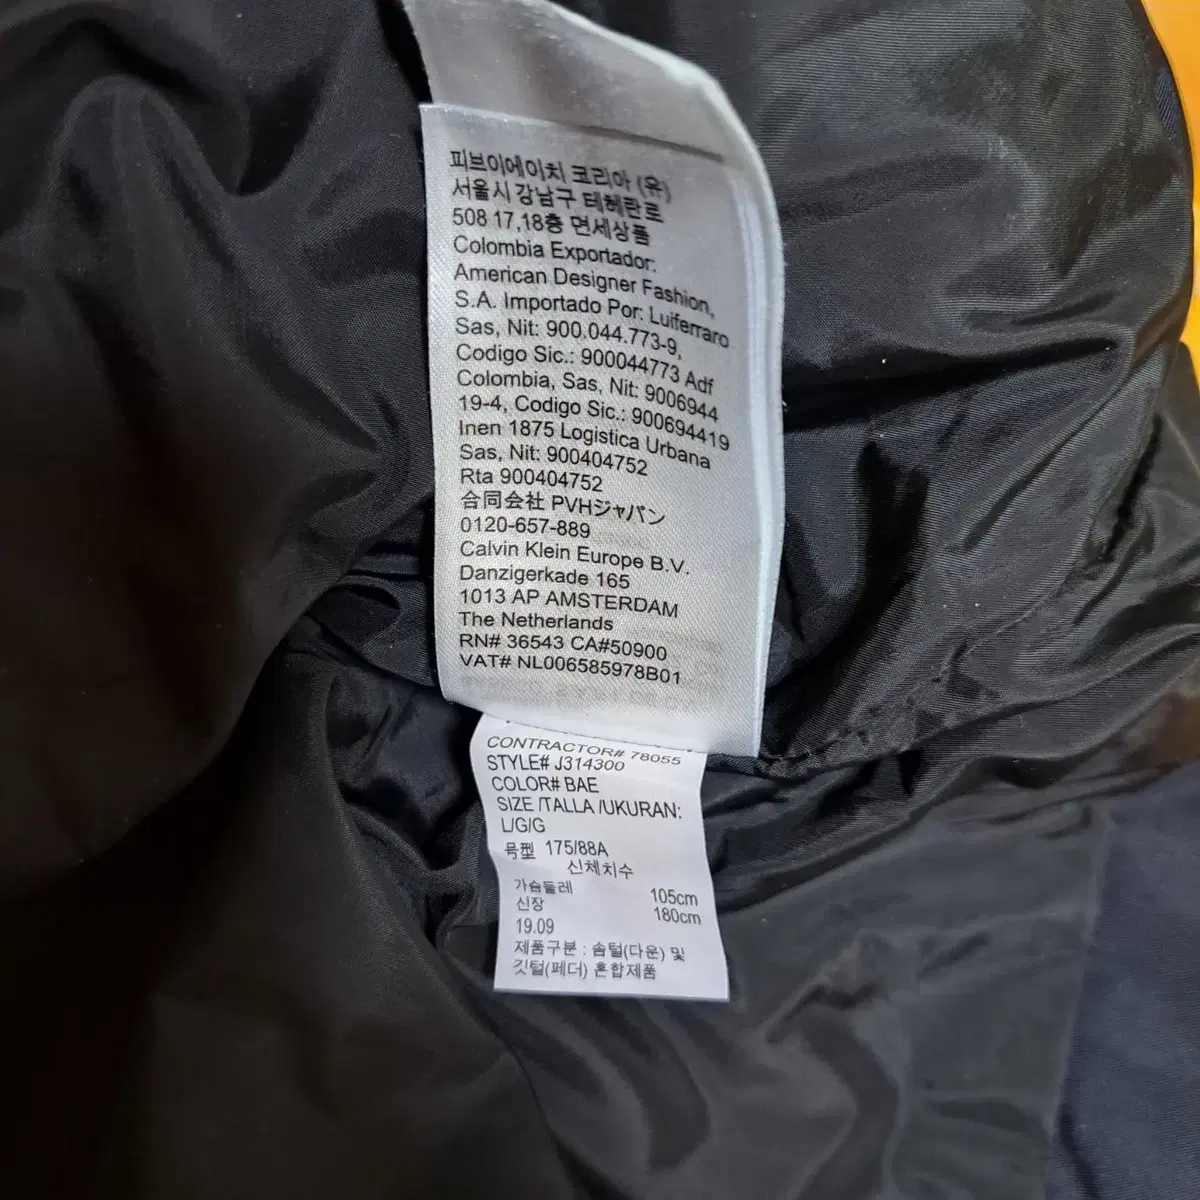 피브이에이치 코리아 (유)
서울시 강남구 테헤란로
508 17,18층 면세상품
Colombia Exportador:
American Designer Fashion,
S.A. Importado Por: Luiferraro
Sas, Nit: 900.044.773-9,
Codigo Sic.: 900044773 Adf
Colombia, Sas, Nit: 9006944
19-4, Codigo Sic.: 900694419
Inen 1875 Logistica Urbana
Sas, Nit: 900404752
Rta 900404752
合同会社 PVHジャパン
0120-657-889
Calvin Klein Europe B.V.
Danzigerkade 165
1013 AP AMSTERDAM
The Netherlands
RN# 36543 CA#50900
VAT# NL006585978B01
CONTRACTOR# 78055
STYLE# J314300
COLOR# BAE
SIZE /TALLA /UKURAN:
L/G/G
号型 175/88A
신체치수
가슴둘레 105cm
신장 180cm
19.09
제품구분 : 솜털(다운) 및
깃털(페더) 혼합제품